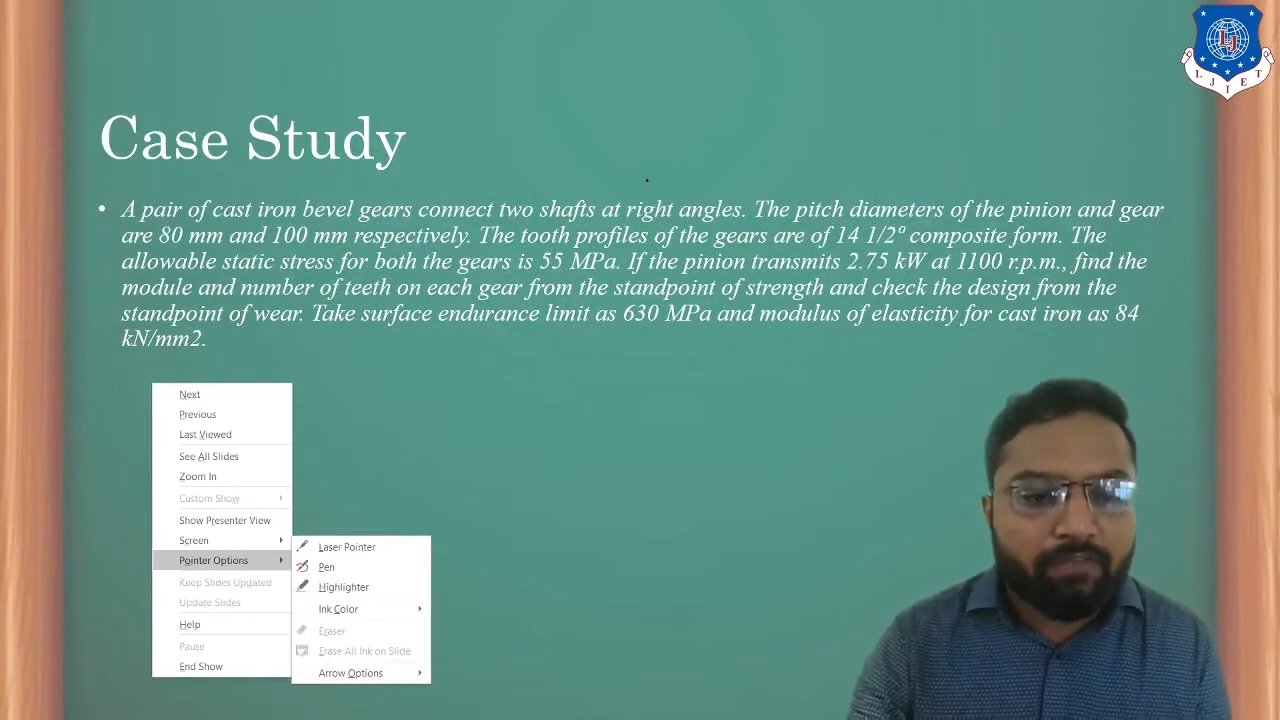 LJIET
Case Study
• A pair of cast iron bevel gears connect two shafts at right angles. The pitch diameters of the pinion and gear
are 80 mm and 100 mm respectively. The tooth profiles of the gears are of 14 1/2º composite form. The
allowable static stress for both the gears is 55 MPa. If the pinion transmits 2.75 kW at 1100 r.p.m., find the
module and number of teeth on each gear from the standpoint of strength and check the design from the
standpoint of wear. Take surface endurance limit as 630 MPa and modulus of elasticity for cast iron as 84
kN/mm2.
Next
Previous
Last Viewed
See All Slides
Zoom In
Custom Show
Show Presenter View
Screen
Pointer Options
Keep Slides Updated
Update Slides
Help
Pause
End Show
Laser Pointer
Pen
Highlighter
Ink Color
Eraser
Erase All Ink on Slide
Arrow Options